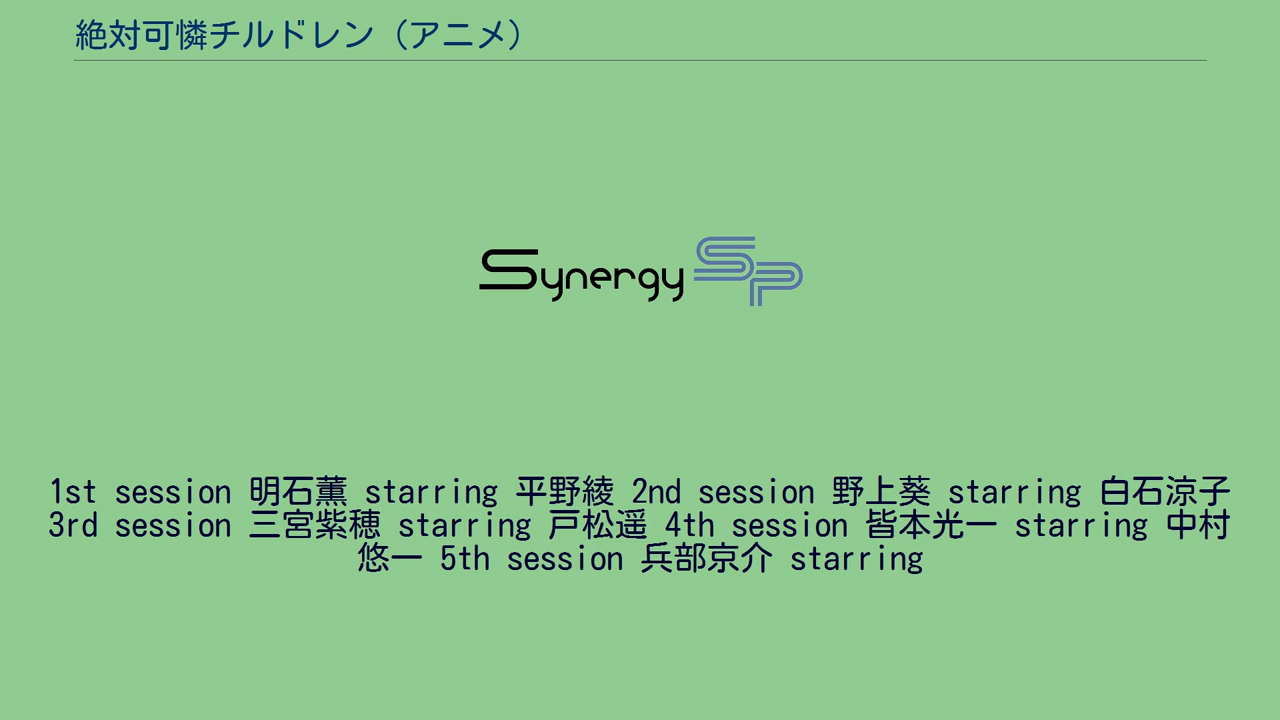 絶対可憐チルドレン（アニメ）
Synergy SP
1st session 明石薫 starring 平野綾 2nd session 野上葵 starring 白石涼子
3rd session 三宮紫穂 starring 戸松遥 4th session 皆本光一 starring 中村
悠一 5th session 兵部京介 starring